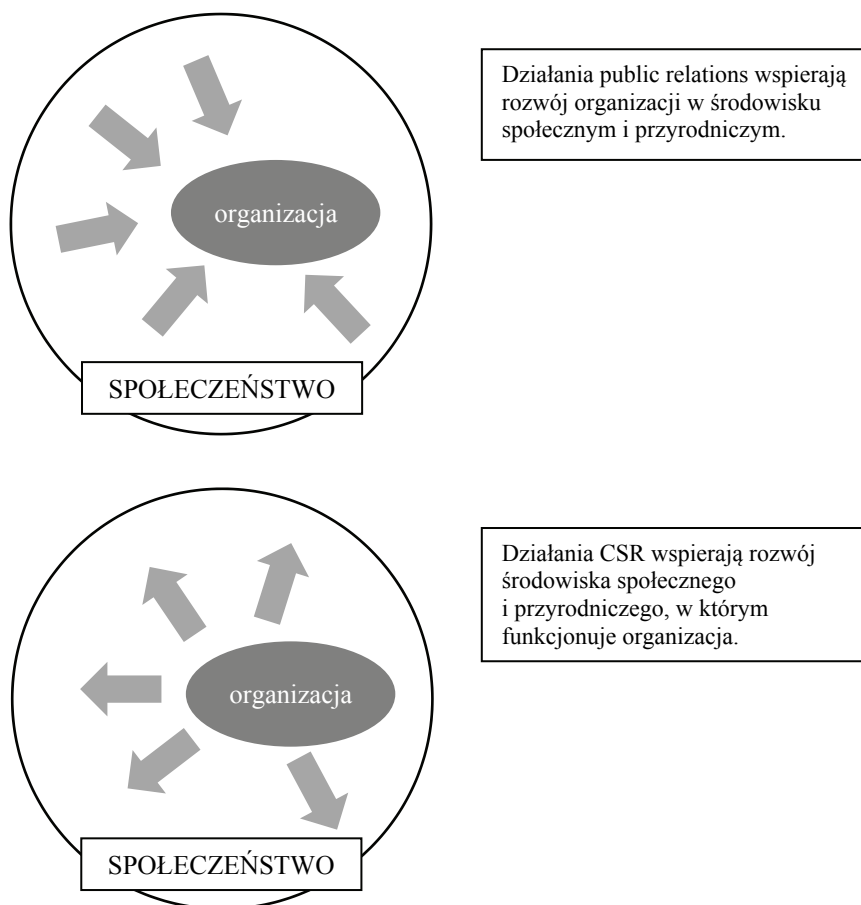 Działania public relations wspierają
rozwój organizacji w środowisku
społecznym i przyrodniczym.
organizacja
SPOŁECZEŃSTWO
Działania CSR wspierają rozwój
środowiska społecznego
i przyrodniczego, w którym
funkcjonuje organizacja.
organizacja
SPOŁECZEŃSTWO